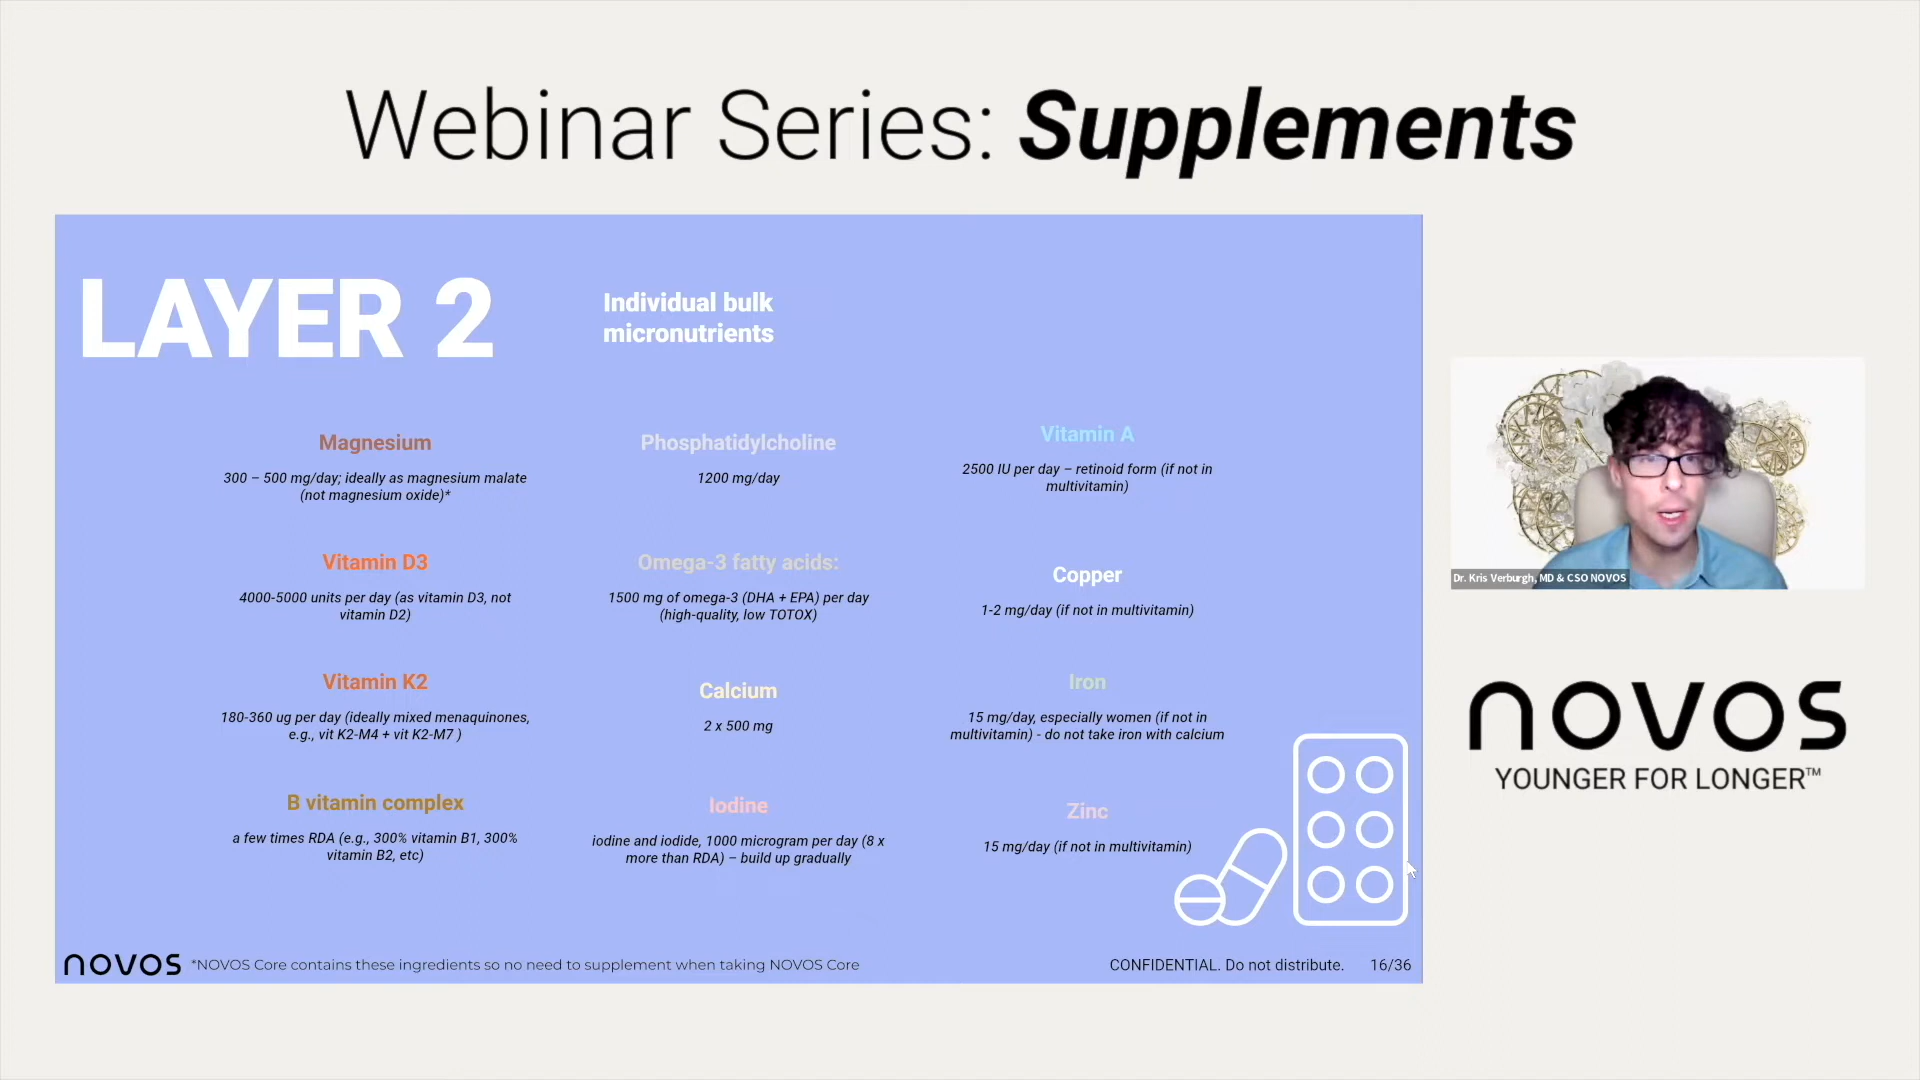 Webinar Series: Supplements
LAYER 2
Individual bulk
micronutrients
Magnesium
300 – 500 mg/day; ideally as magnesium malate
(not magnesium oxide)*
Vitamin D3
4000-5000 units per day (as vitamin D3, not
vitamin D2)
Vitamin K2
180-360 ug per day (ideally mixed menaquinones,
e.g., vit K2-M4 + vit K2-M7 )
B vitamin complex
a few times RDA (e.g., 300% vitamin B1, 300%
vitamin B2, etc)
Phosphatidylcholine
1200 mg/day
Omega-3 fatty acids:
1500 mg of omega-3 (DHA + EPA) per day
(high-quality, low TOTOX)
Calcium
2 x 500 mg
Iodine
iodine and iodide, 1000 microgram per day (8 x
more than RDA) – build up gradually
Vitamin A
2500 IU per day – retinoid form (if not in
multivitamin)
Copper
1-2 mg/day (if not in multivitamin)
Iron
15 mg/day, especially women (if not in
multivitamin) - do not take iron with calcium
Zinc
15 mg/day (if not in multivitamin)
novos *NOVOS Core contains these ingredients so no need to supplement when taking NOVOS Core
CONFIDENTIAL. Do not distribute. 16/36
Dr. Kris Verburgh, MD & CSO NOVOS
novos
YOUNGER FOR LONGER™